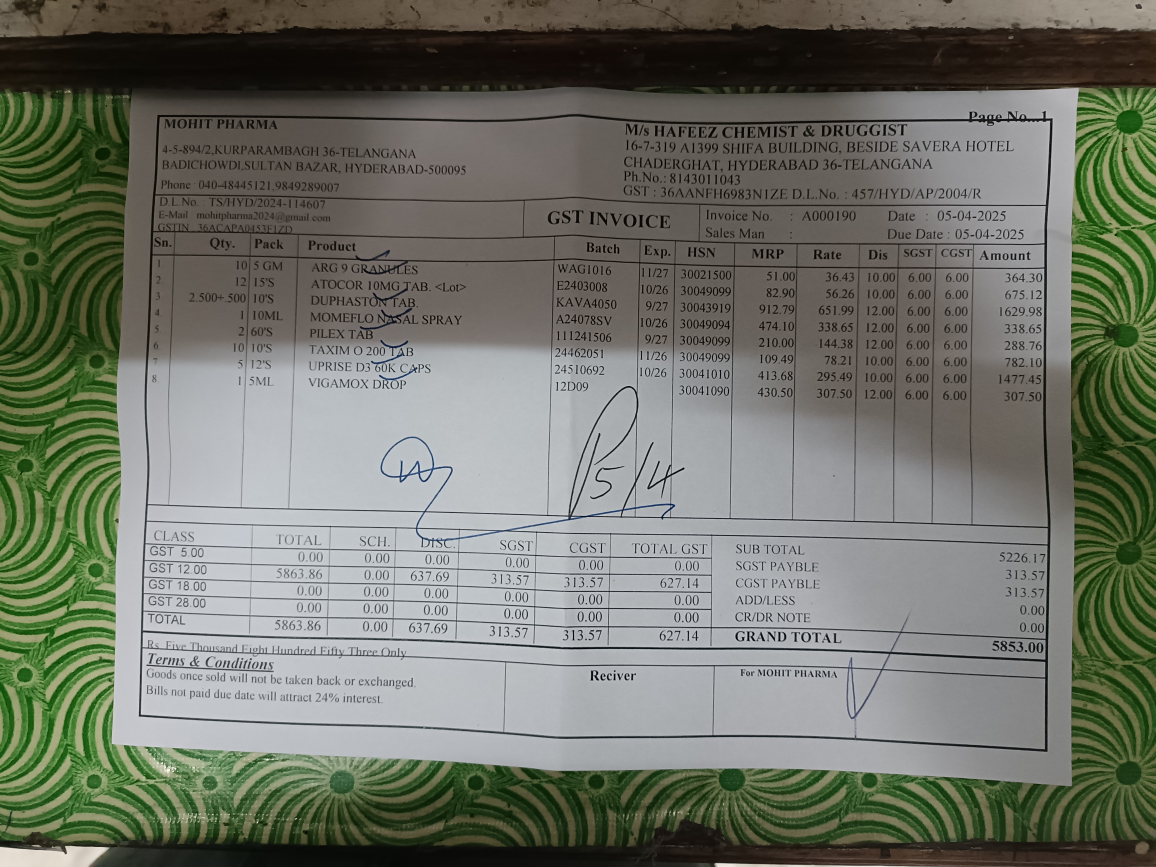 Page No...1
MOHIT PHARMA
4-5-894/2,KURPARAMBAGH 36-TELANGANA
BADICHOWDI,SULTAN BAZAR, HYDERABAD-500095
Phone : 040-48445121,9849289007
D.L.No. : TS/HYD/2024-114607
E-Mail : mohitpharma2024@gmail.com
GSTIN : 36ACAPA0453F1ZD
M/s HAFEEZ CHEMIST & DRUGGIST
16-7-319 A1399 SHIFA BUILDING, BESIDE SAVERA HOTEL
CHADERGHAT, HYDERABAD 36-TELANGANA
Ph.No.: 8143011043
GST : 36AANFH6983N1ZE D.L.No. : 457/HYD/AP/2004/R
GST INVOICE
Invoice No. : A000190 Date : 05-04-2025
Sales Man : Due Date : 05-04-2025
Sn. Qty. Pack Product Batch Exp. HSN MRP Rate Dis SGST CGST Amount
1 10 5 GM ARG 9 GRANULES WAG1016 11/27 30021500 51.00 36.43 10.00 6.00 6.00 364.30
2 12 15'S ATOCOR 10MG TAB. <Lot> E2403008 10/26 30049099 82.90 56.26 10.00 6.00 6.00 675.12
3 2.500+.500 10'S DUPHASTON TAB. KAVA4050 9/27 30043919 912.79 651.99 12.00 6.00 6.00 1629.98
4 1 10ML MOMEFLO NASAL SPRAY A24078SV 10/26 30049094 474.10 338.65 12.00 6.00 6.00 338.65
5 2 60'S PILEX TAB 111241506 9/27 30049099 210.00 144.38 12.00 6.00 6.00 288.76
6 10 10'S TAXIM O 200 TAB 24462051 11/26 30049099 109.49 78.21 10.00 6.00 6.00 782.10
7 5 12'S UPRISE D3 60K CAPS 24510692 10/26 30041010 413.68 295.49 10.00 6.00 6.00 1477.45
8 1 5ML VIGAMOX DROP 12D09 30041090 430.50 307.50 12.00 6.00 6.00 307.50
5/4
CLASS TOTAL SCH. DISC. SGST CGST TOTAL GST
GST 5.00 0.00 0.00 0.00 0.00 0.00 0.00
GST 12.00 5863.86 0.00 637.69 313.57 313.57 627.14
GST 18.00 0.00 0.00 0.00 0.00 0.00 0.00
GST 28.00 0.00 0.00 0.00 0.00 0.00 0.00
TOTAL 5863.86 0.00 637.69 313.57 313.57 627.14
SUB TOTAL 5226.17
SGST PAYBLE 313.57
CGST PAYBLE 313.57
ADD/LESS 0.00
CR/DR NOTE 0.00
GRAND TOTAL 5853.00
Rs. Five Thousand Eight Hundred Fifty Three Only
Terms & Conditions
Goods once sold will not be taken back or exchanged.
Bills not paid due date will attract 24% interest.
Reciver
For MOHIT PHARMA